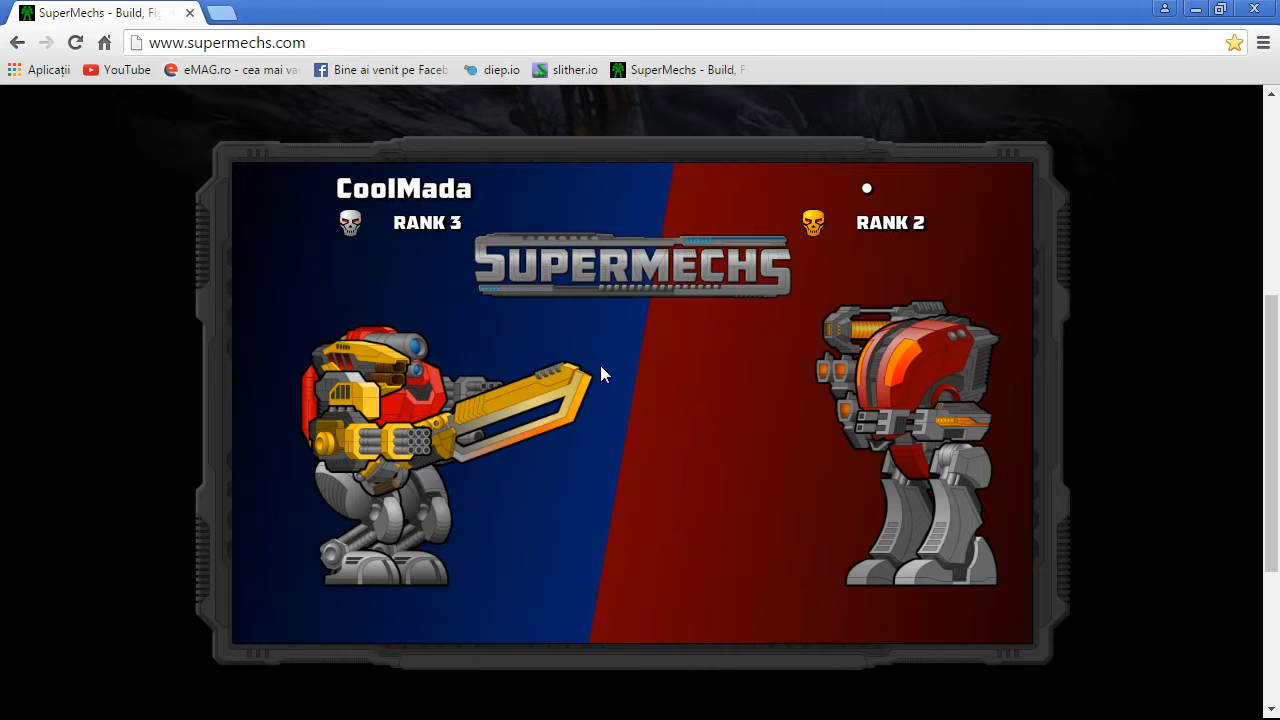 SuperMechs - Build, Fig
www.supermechs.com
Aplicații
YouTube
eMAG.ro - cea mai va
Bine ai venit pe Faceb
diep.io
slither.io
SuperMechs - Build, F
CoolMada
RANK 3
RANK 2
SUPERMECHS